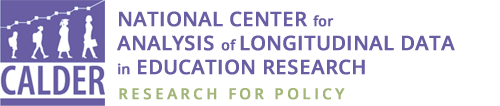 CALDER
NATIONAL CENTER for
ANALYSIS of LONGITUDINAL DATA
in EDUCATION RESEARCH
RESEARCH FOR POLICY